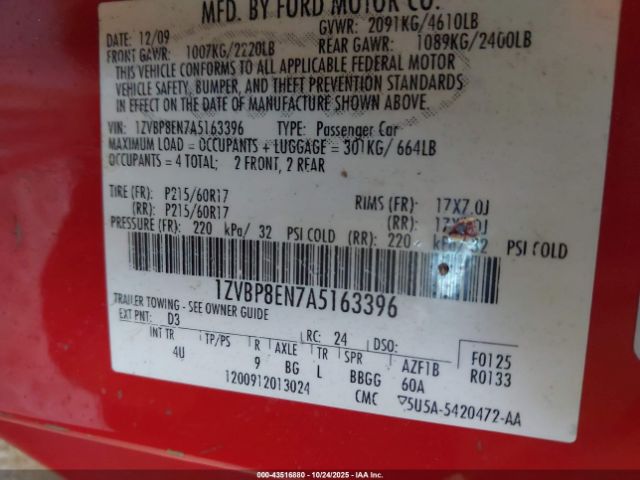 MFD. BY FORD MOTOR CO.
DATE: 12/09 GVWR: 2091KG/4610LB
FRONT GAWR: 1007KG/2220LB REAR GAWR: 1089KG/2400LB
THIS VEHICLE CONFORMS TO ALL APPLICABLE FEDERAL MOTOR
VEHICLE SAFETY, BUMPER, AND THEFT PREVENTION STANDARDS
IN EFFECT ON THE DATE OF MANUFACTURE SHOWN ABOVE.
VIN: 1ZVBP8EN7A5163396 TYPE: Passenger Car
MAXIMUM LOAD = OCCUPANTS + LUGGAGE = 301KG/ 664LB
OCCUPANTS = 4 TOTAL; 2 FRONT, 2 REAR
TIRE (FR): P215/60R17 RIMS (FR): 17X7.0J
(RR): P215/60R17 (RR): 17X7.0J
PRESSURE (FR): 220 kPa/ 32 PSI COLD (RR): 220 kPa/ 32 PSI COLD
1ZVBP8EN7A5163396
TRAILER TOWING - SEE OWNER GUIDE
EXT PNT: D3 RC: 24 DSO: F0125
INT TR TP/PS R AXLE TR SPR AZF1B R0133
4U 9 BG L BBGG 60A
1200912013024 CMC 5U5A-5420472-AA
000-43516880 - 10/24/2025 - IAA Inc.